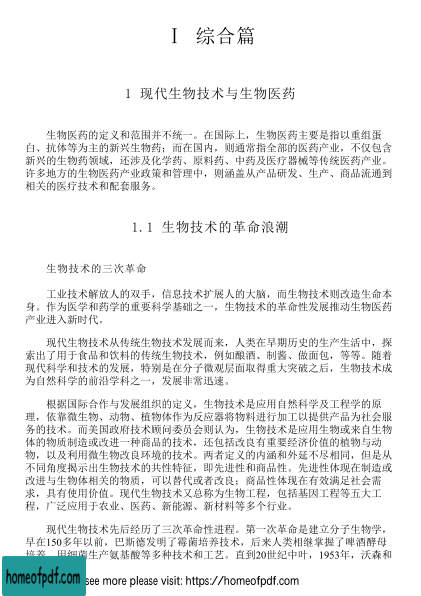 Ⅰ 综合篇
1 现代生物技术与生物医药
生物医药的定义和范围并不统一。在国际上，生物医药主要是指以重组蛋
白、抗体等为主的新兴生物药；而在国内，则通常指全部的医药产业，不仅包含
新兴的生物药领域，还涉及化学药、原料药、中药及医疗器械等传统医药产业。
许多地方的生物医药产业政策和管理中，则涵盖从产品研发、生产、商品流通到
相关的医疗技术和配套服务。
1.1 生物技术的革命浪潮
生物技术的三次革命
工业技术解放人的双手，信息技术扩展人的大脑，而生物技术则改造生命本
身。作为医学和药学的重要科学基础之一，生物技术的革命性发展推动生物医药
产业进入新时代。
现代生物技术从传统生物技术发展而来，人类在早期历史的生产生活中，探
索出了用于食品和饮料的传统生物技术，例如酿酒、制酱、做面包，等等。随着
现代科学和技术的发展，特别是在分子微观层面取得重大突破之后，生物技术成
为自然科学的前沿学科之一，发展非常迅速。
根据国际合作与发展组织的定义，生物技术是应用自然科学及工程学的原
理，依靠微生物、动物、植物体作为反应器将物料进行加工以提供产品为社会服
务的技术。而美国政府技术顾问委员会则认为，生物技术是应用生物或来自生物
体的物质制造或改进一种商品的技术，还包括改良有重要经济价值的植物与动
物，以及利用微生物改良环境的技术。两者定义的内涵和外延不尽相同，但是从
不同角度揭示出生物技术的共性特征，即先进性和商品性。先进性体现在制造或
改进与生物体相关的物质，可以替代或者改良；商品性体现在有效满足社会需
求，具有使用价值。现代生物技术又总称为生物工程，包括基因工程等五大工
程，广泛应用于农业、医药、新能源、新材料等多个行业。
现代生物技术先后经历了三次革命性进程。第一次革命是建立分子生物学，
早在150多年以前，巴斯德发明了霉菌培养技术，后来人类相继掌握了啤酒酵母
培养、用细菌生产氨基酸等多种技术和工艺。直到20世纪中叶，1953年，沃森和
homeofpdf.com
see more please visit: https://homeofpdf.com